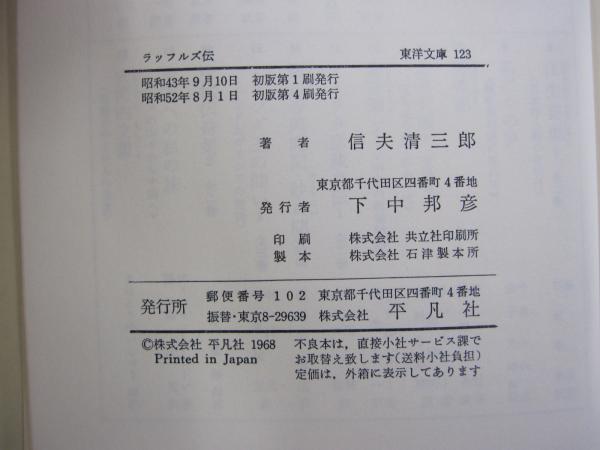 ラッフルズ伝　東洋文庫 123
昭和43年9月10日　初版第1刷発行
昭和52年8月1日　初版第4刷発行
著者　信夫清三郎
東京都千代田区四番町4番地
発行者　下中邦彦
印刷　株式会社 共立社印刷所
製本　株式会社 石津製本所
発行所　郵便番号 102　東京都千代田区四番町4番地
振替・東京8-29639　株式会社　平凡社
©株式会社 平凡社 1968　不良本は，直接小社サービス課で
Printed in Japan　お取替え致します(送料小社負担)
定価は，外箱に表示してあります